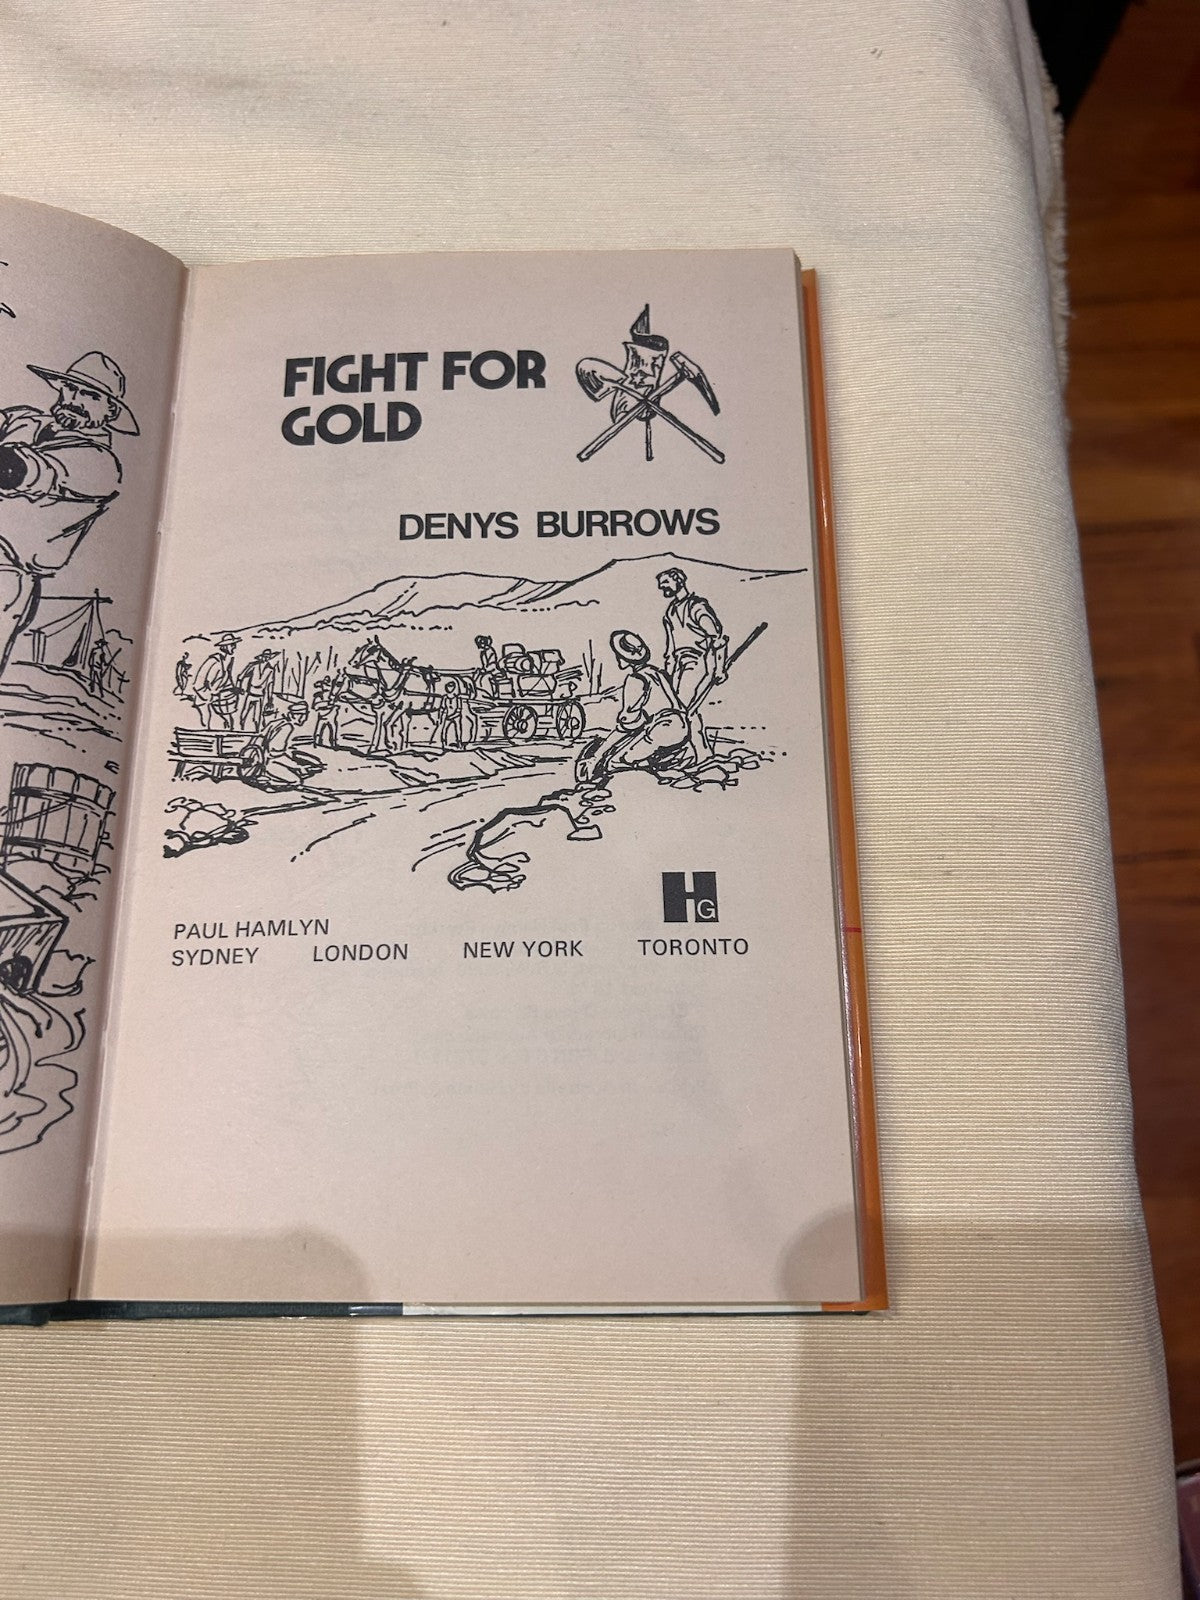 FIGHT FOR
GOLD
DENYS BURROWS
HG
PAUL HAMLYN
SYDNEY LONDON NEW YORK TORONTO